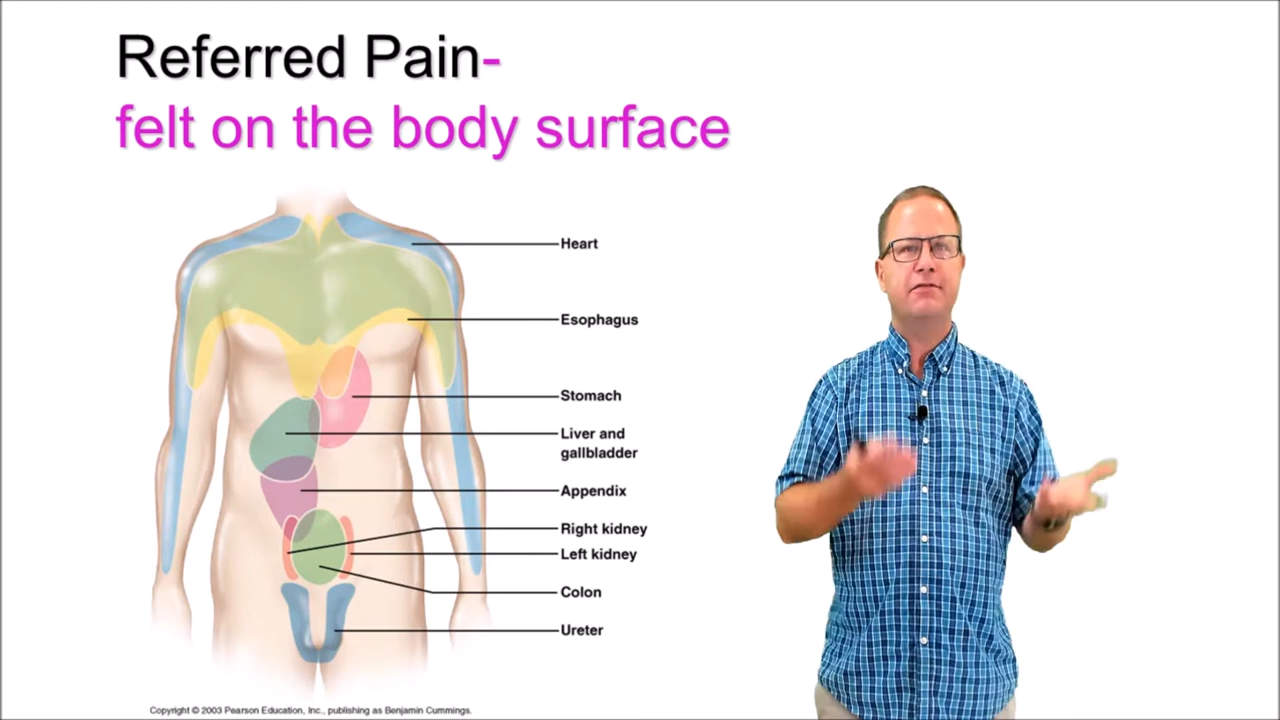 Referred Pain-
felt on the body surface
Heart
Esophagus
Stomach
Liver and
gallbladder
Appendix
Right kidney
Left kidney
Colon
Ureter
Copyright © 2003 Pearson Education, Inc., publishing as Benjamin Cummings.